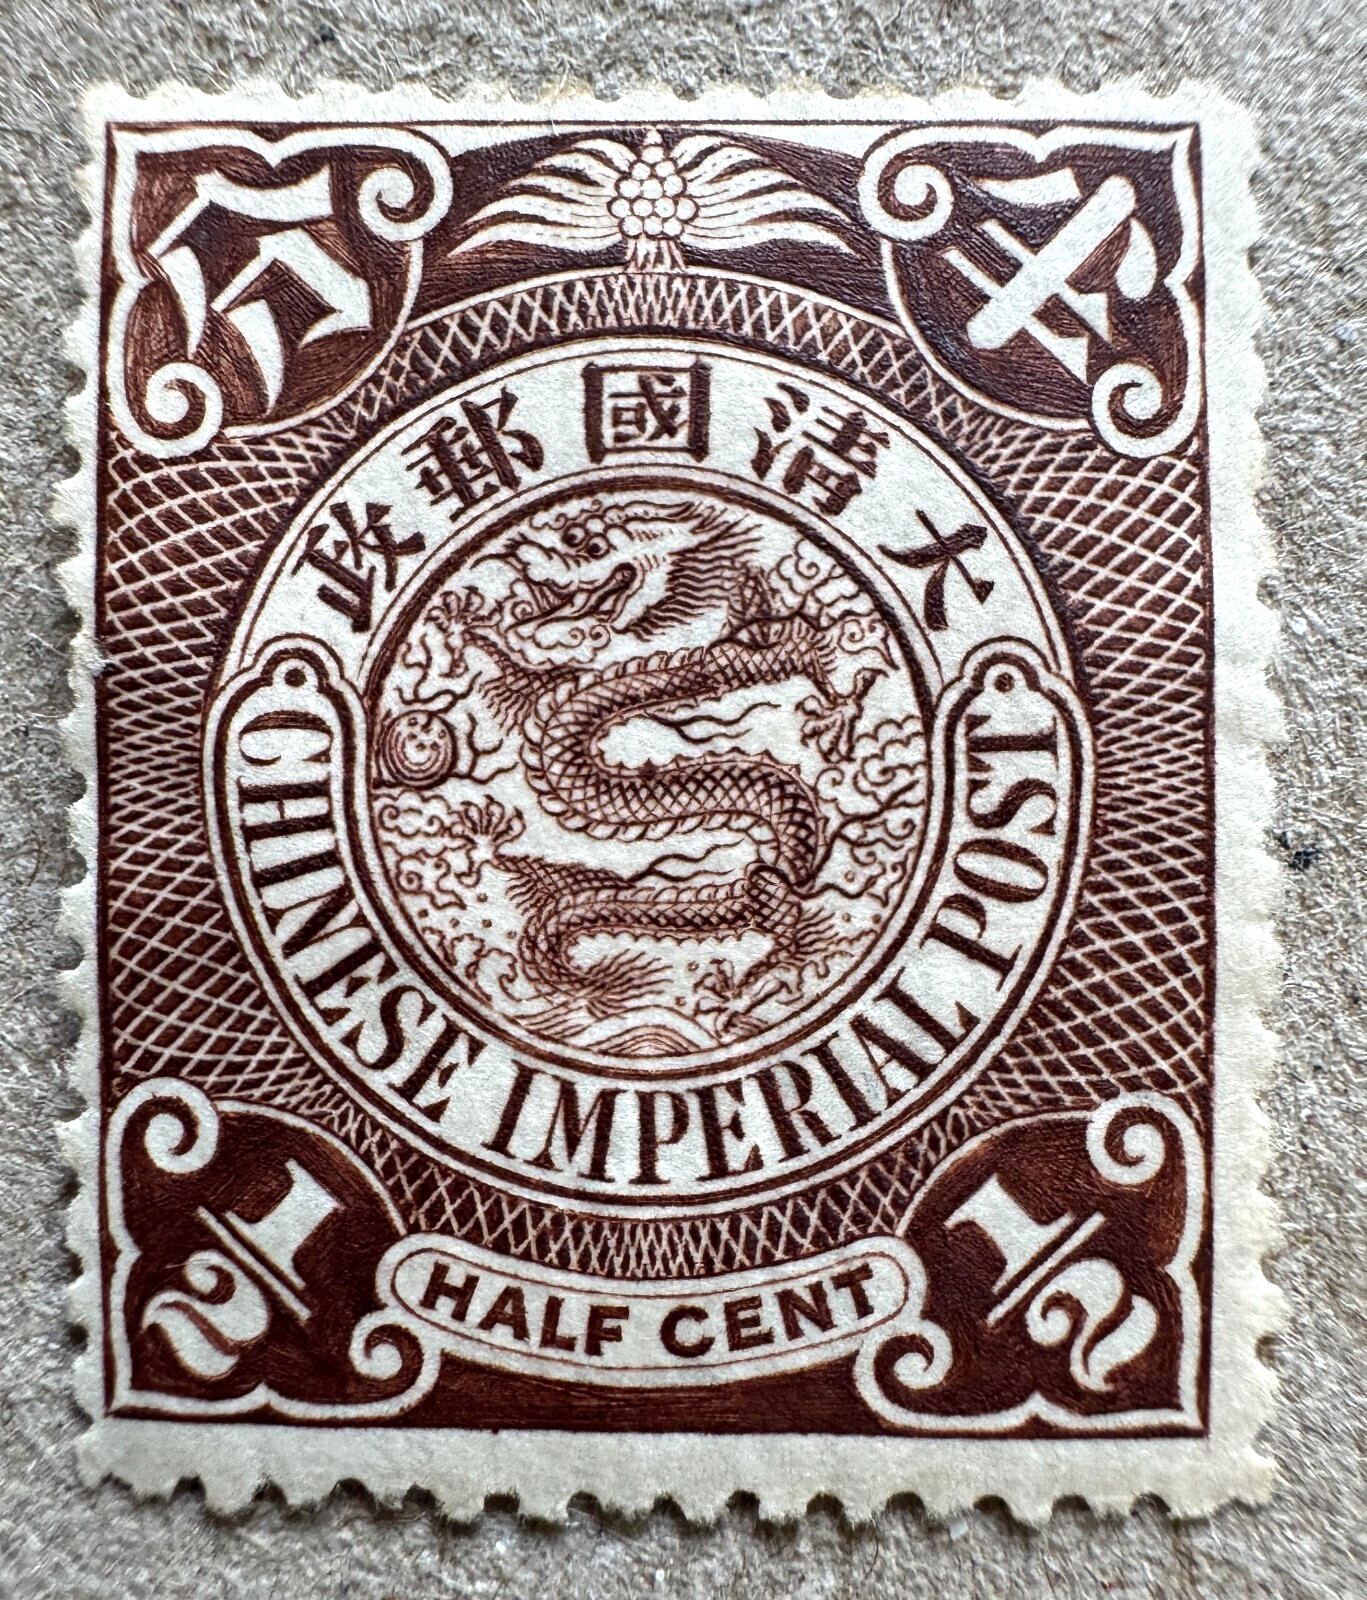 半分
大清國郵政
CHINESE IMPERIAL POST
1/2
HALF CENT
1/2